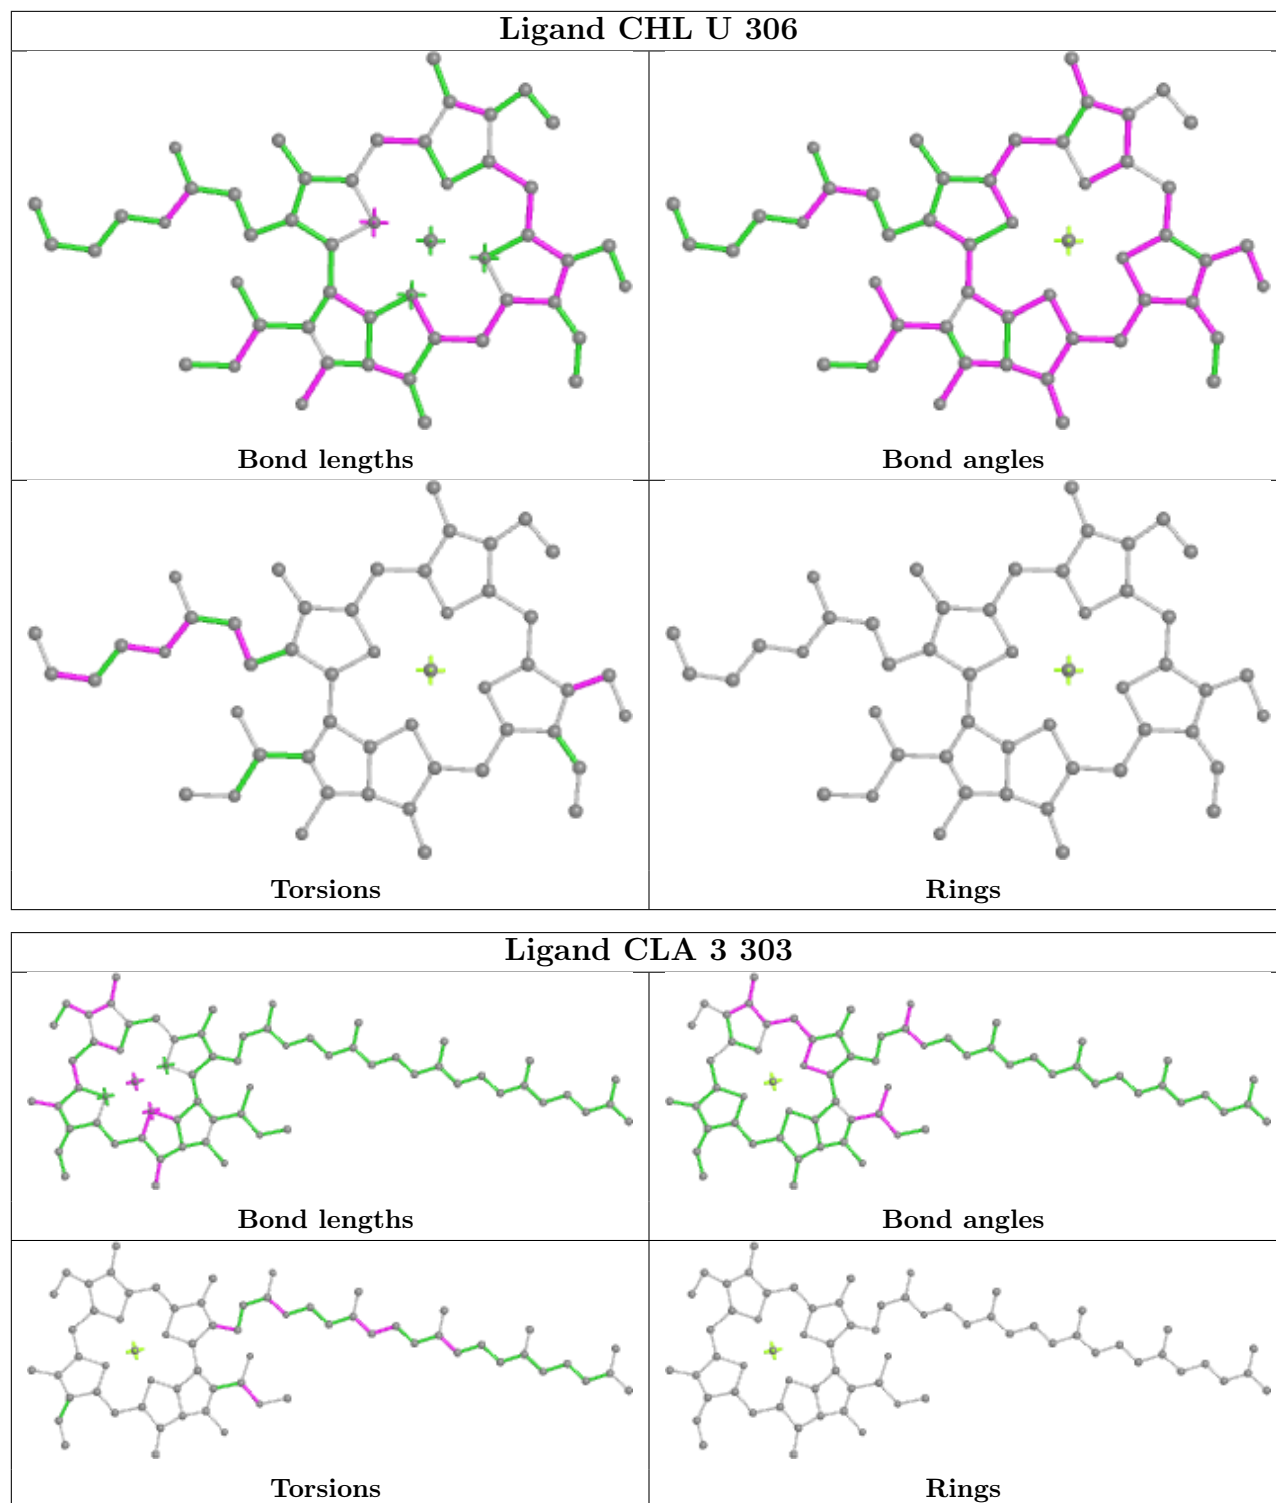 Ligand CHL U 306
Bond lengths
Bond angles
Torsions
Rings
Ligand CLA 3 303
Bond lengths
Bond angles
Torsions
Rings